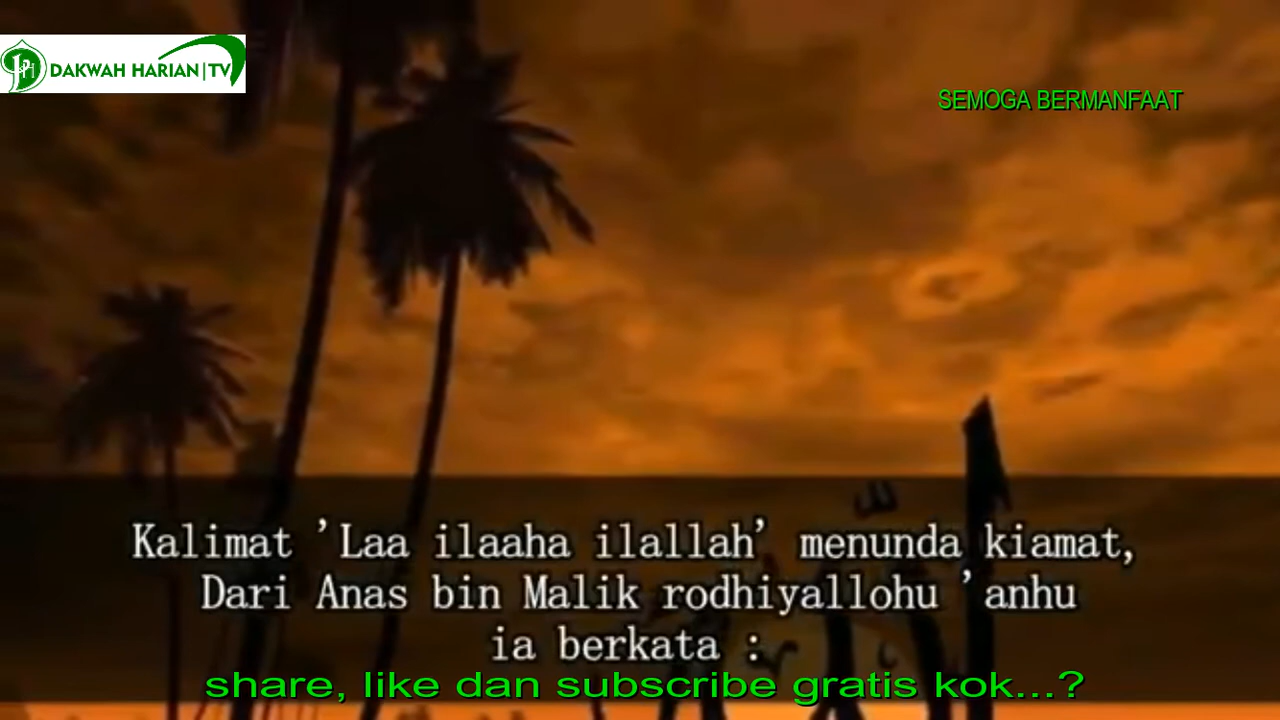 DAKWAH HARIAN|TV
SEMOGA BERMANFAAT
Kalimat 'Laa ilaaha ilallah' menunda kiamat,
Dari Anas bin Malik rodhiyallohu 'anhu
ia berkata :
share, like dan subscribe gratis kok...?